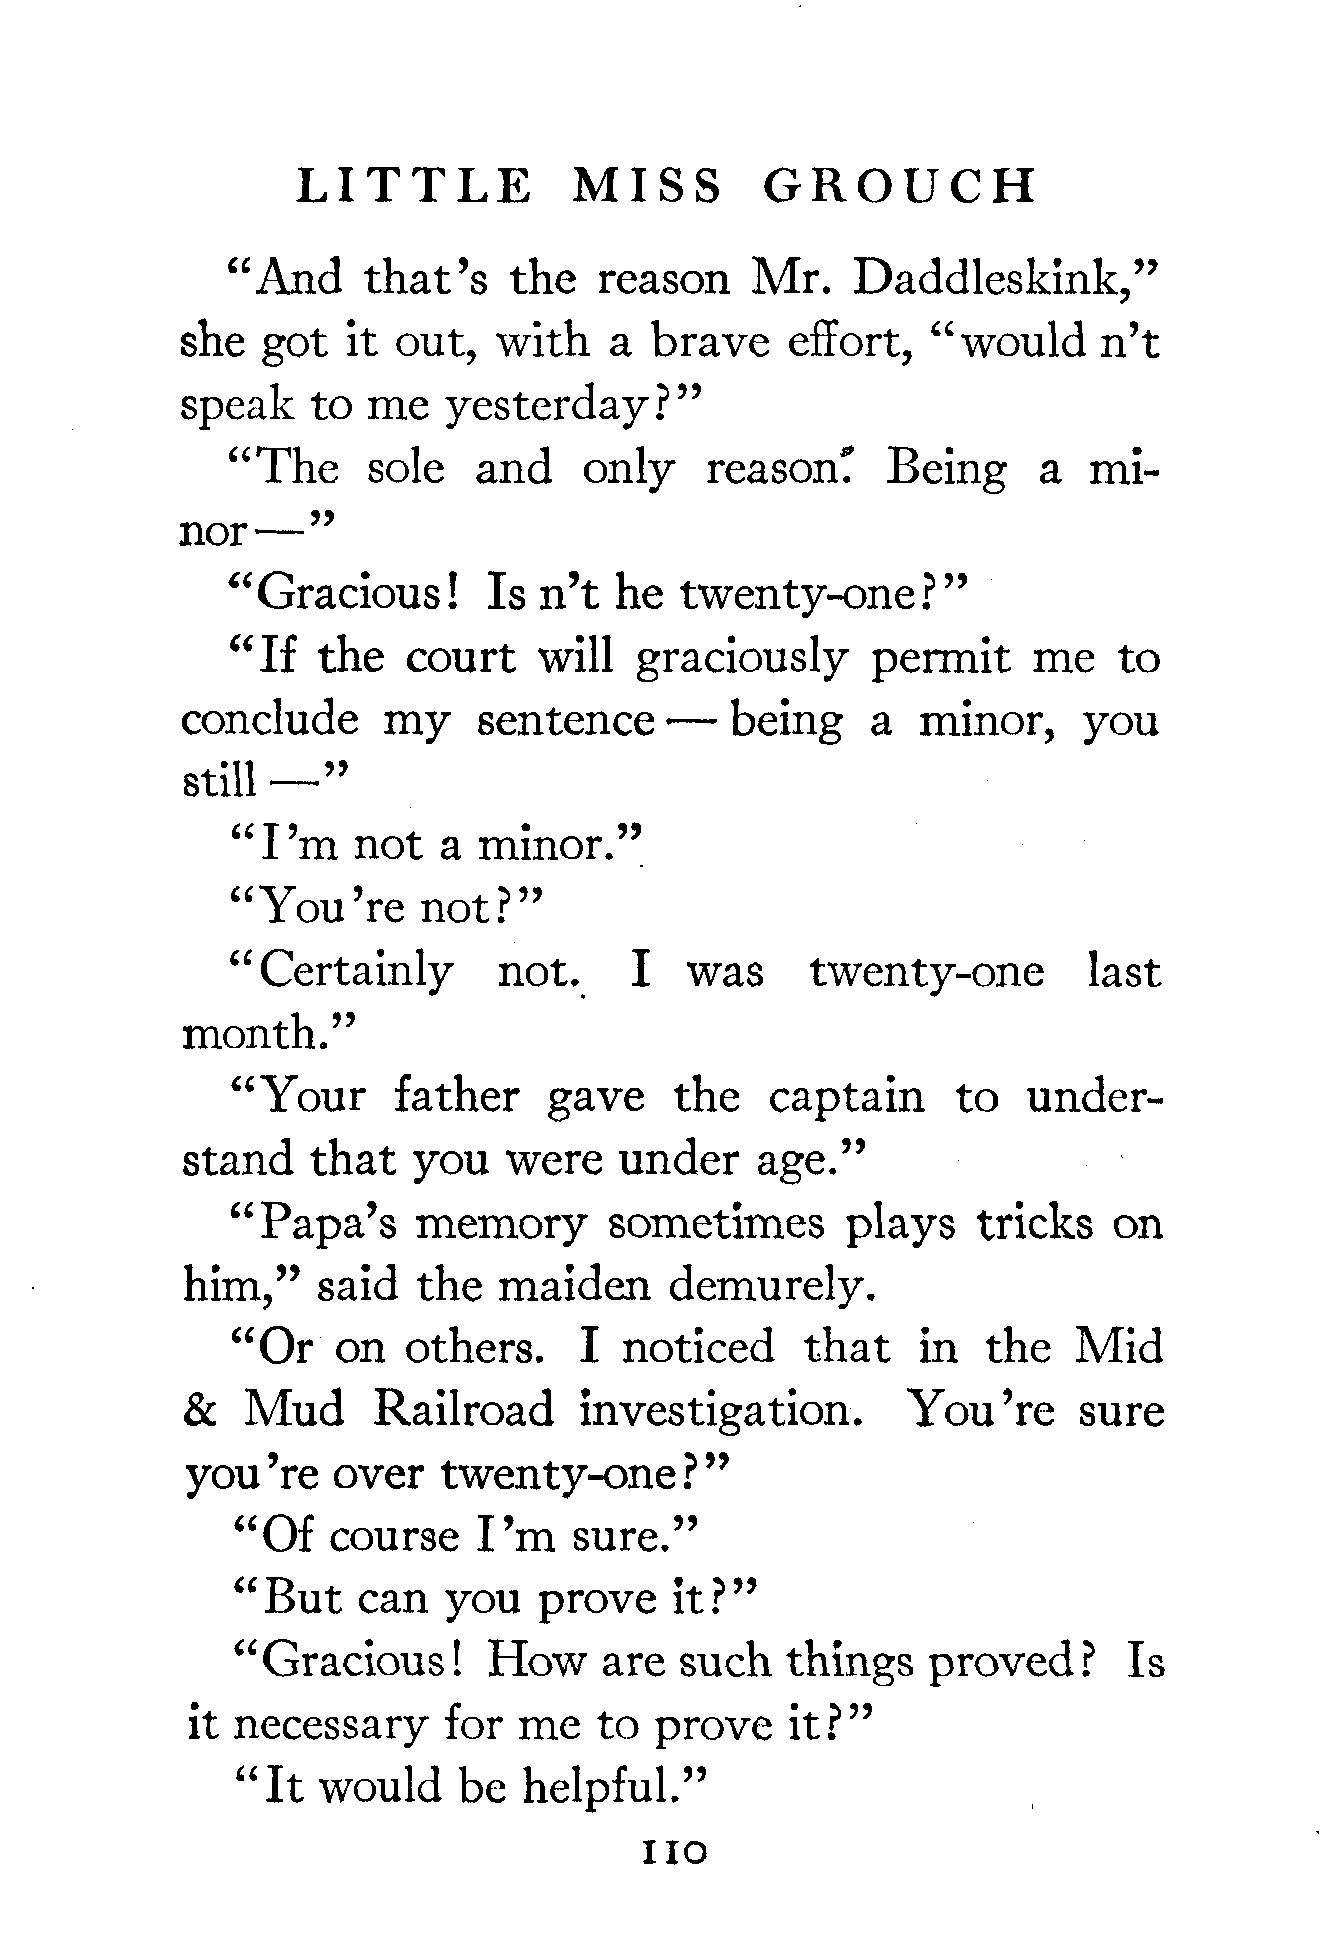 LITTLE MISS GROUCH
“And that’s the reason Mr. Daddleskink,”
she got it out, with a brave effort, “would n’t
speak to me yesterday?”
“The sole and only reason. Being a mi-
nor—”
“Gracious! Is n’t he twenty-one?”
“If the court will graciously permit me to
conclude my sentence — being a minor, you
still —”
“I’m not a minor.”
“You’re not?”
“Certainly not. I was twenty-one last
month.”
“Your father gave the captain to under-
stand that you were under age.”
“Papa’s memory sometimes plays tricks on
him,” said the maiden demurely.
“Or on others. I noticed that in the Mid
& Mud Railroad investigation. You’re sure
you’re over twenty-one?”
“Of course I’m sure.”
“But can you prove it?”
“Gracious! How are such things proved? Is
it necessary for me to prove it?”
“It would be helpful.”
110